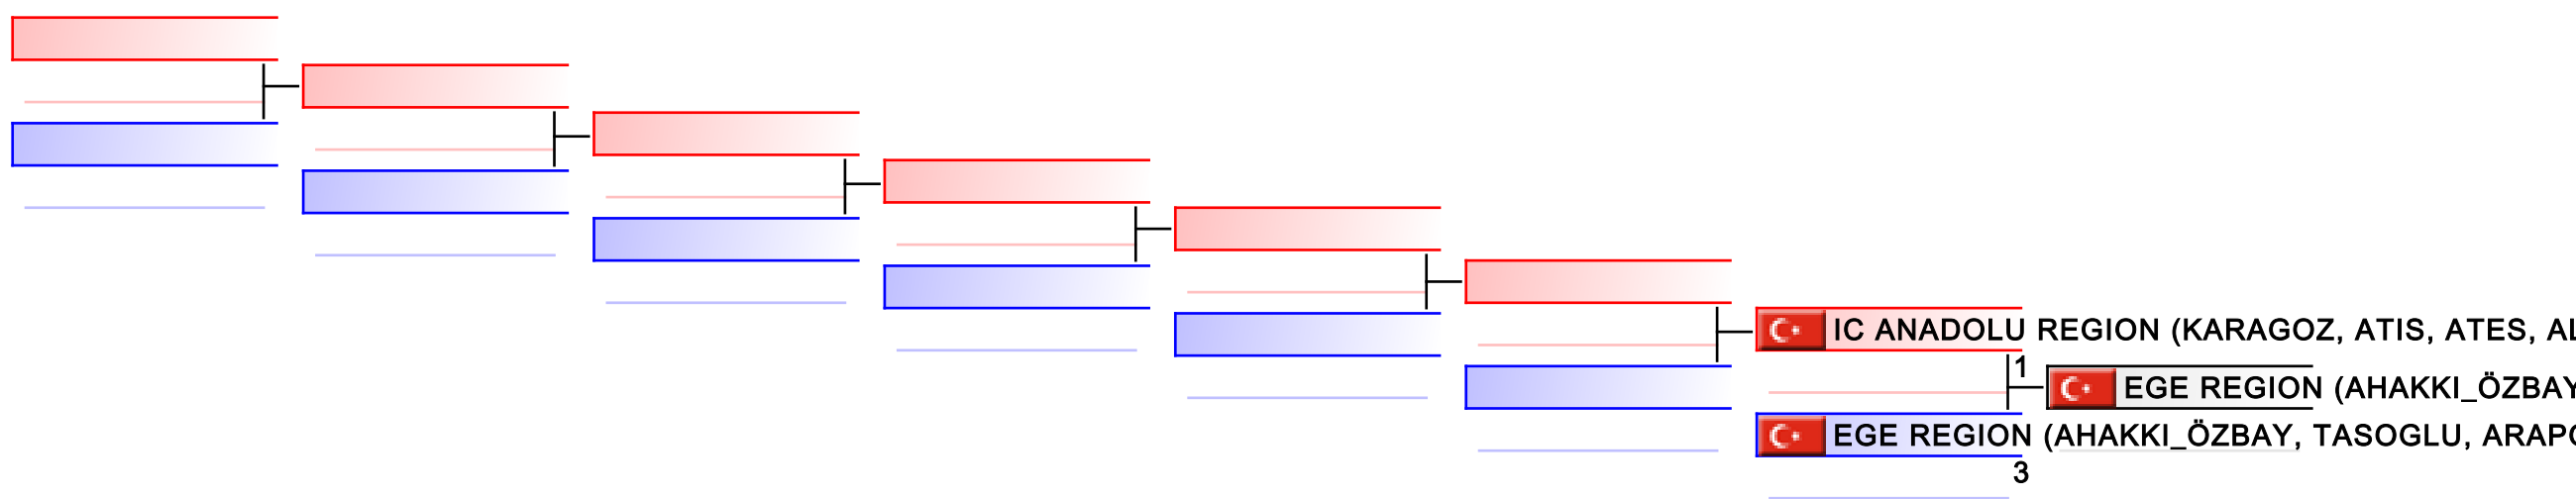 IC ANADOLU REGION (KARAGOZ, ATIS, ATES,
1
EGE REGION (AHAKKI_ÖZBAY
EGE REGION (AHAKKI_ÖZBAY, TASOGLU,
3